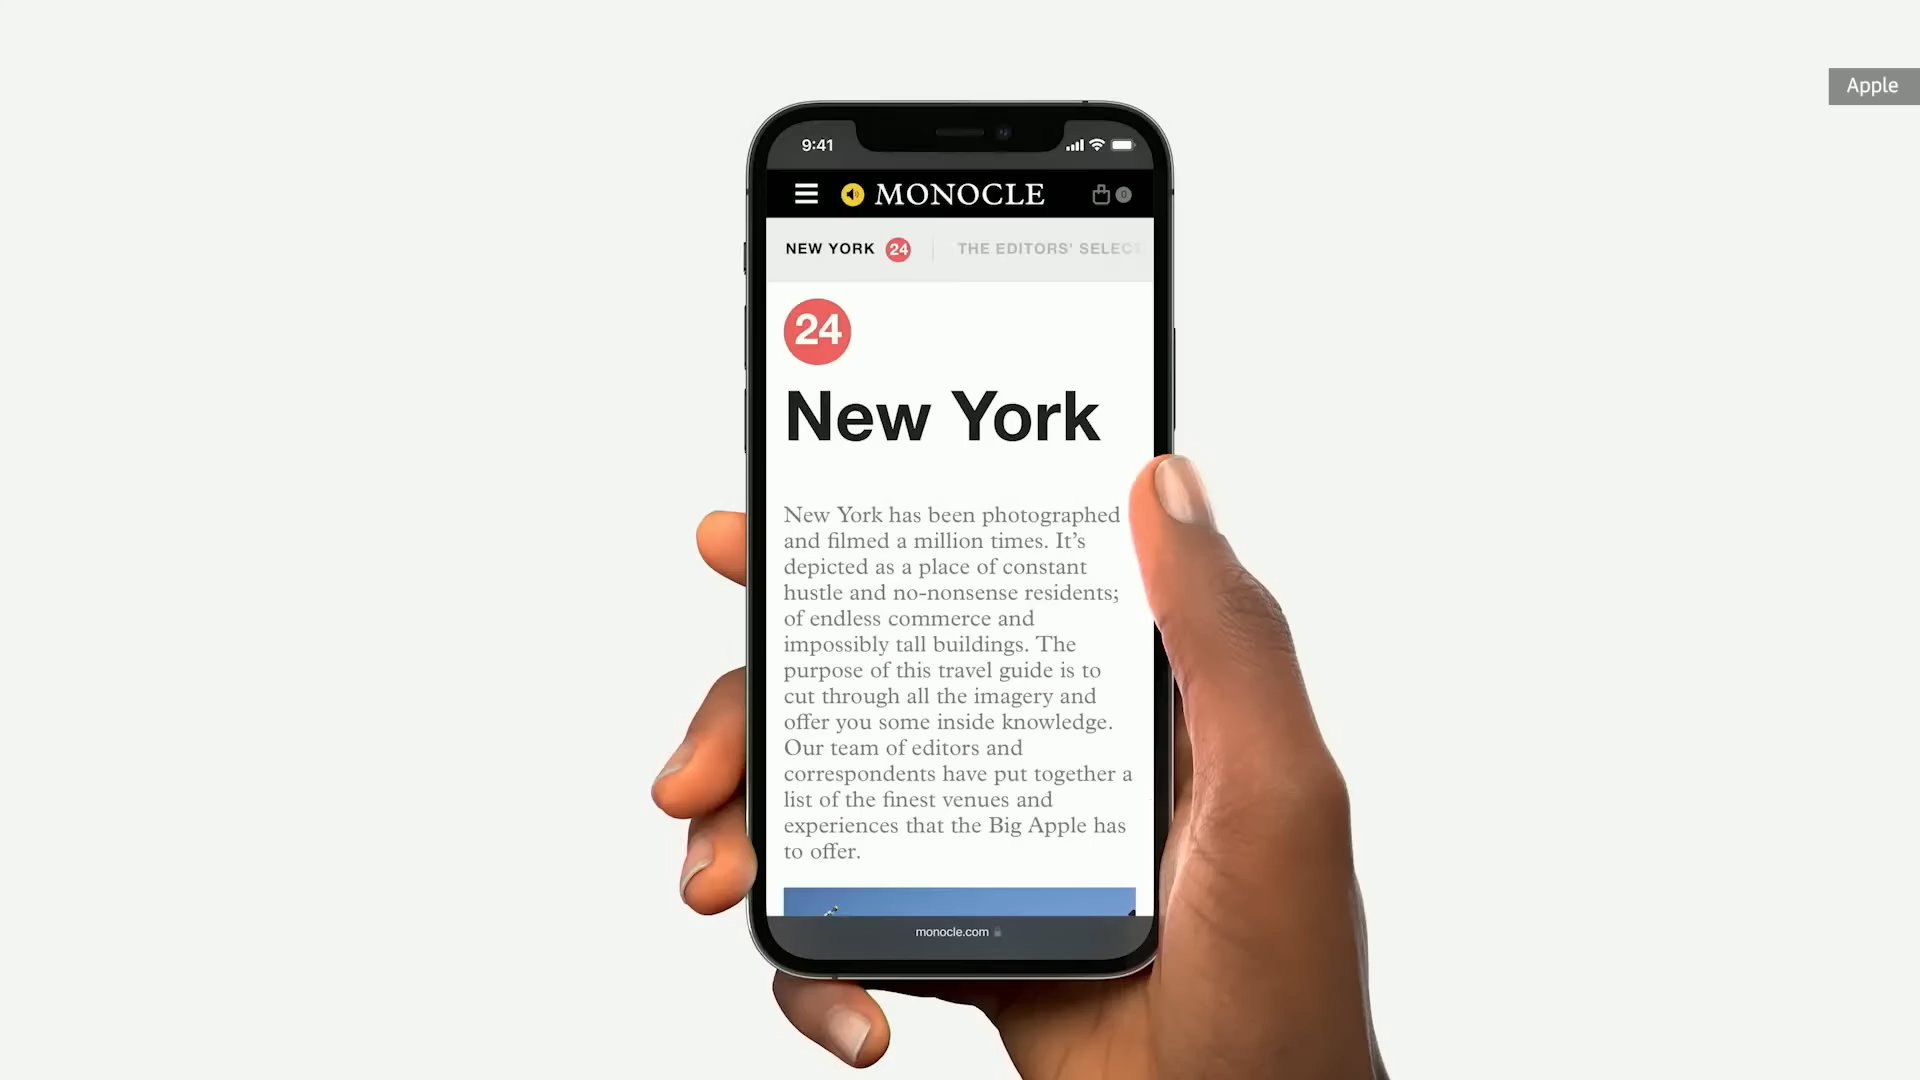 Apple
9:41
MONOCLE
0
NEW YORK 24
THE EDITORS' SELEC
24
New York
New York has been photographed
and filmed a million times. It’s
depicted as a place of constant
hustle and no-nonsense residents;
of endless commerce and
impossibly tall buildings. The
purpose of this travel guide is to
cut through all the imagery and
offer you some inside knowledge.
Our team of editors and
correspondents have put together a
list of the finest venues and
experiences that the Big Apple has
to offer.
monocle.com